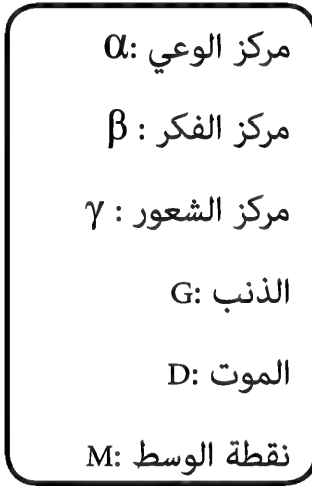 مركز الوعي :α
مركز الفكر : β
مركز الشعور : γ
الذنب :G
الموت :D
نقطة الوسط :M